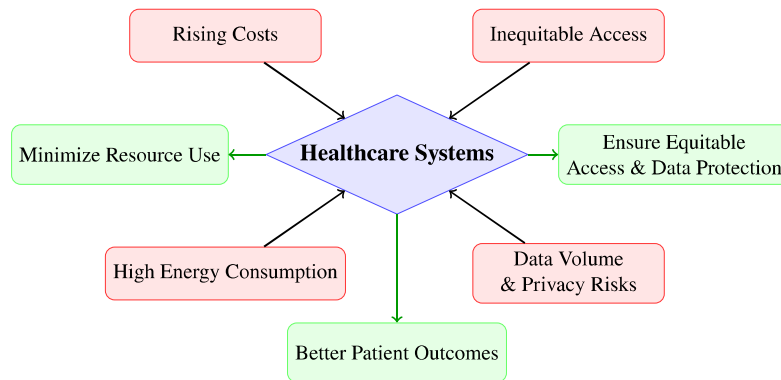 Rising Costs
Inequitable Access
Minimize Resource Use
Healthcare Systems
Ensure Equitable
Access & Data Protection
High Energy Consumption
Data Volume
& Privacy Risks
Better Patient Outcomes